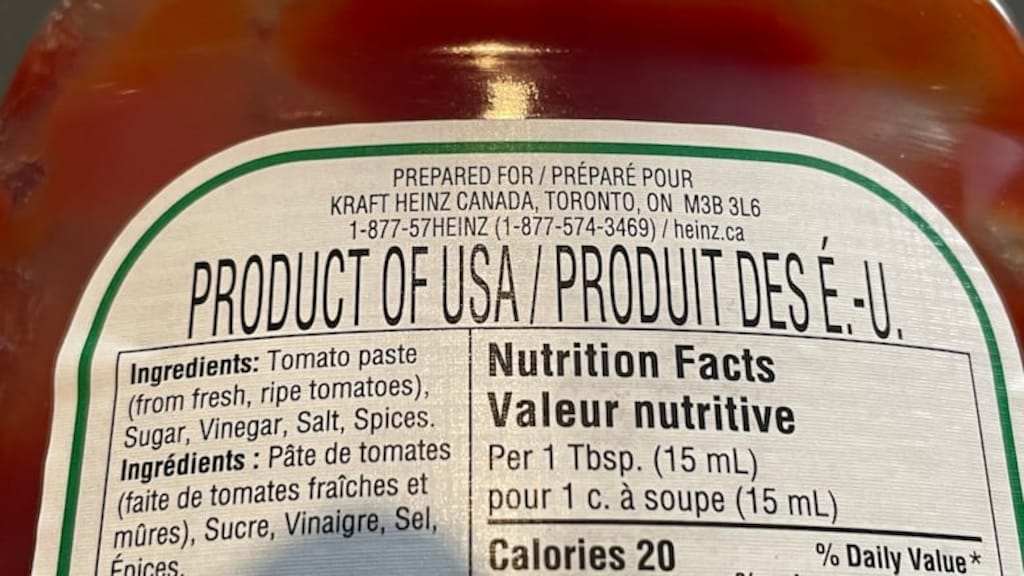 PREPARED FOR / PRÉPARÉ POUR
KRAFT HEINZ CANADA, TORONTO, ON M3B 3L6
1-877-57HEINZ (1-877-574-3469) / heinz.ca
PRODUCT OF USA / PRODUIT DES É.-U.
Ingredients: Tomato paste
(from fresh, ripe tomatoes),
Sugar, Vinegar, Salt, Spices.
Ingrédients : Pâte de tomates
(faite de tomates fraîches et
mûres), Sucre, Vinaigre, Sel,
Épices.
Nutrition Facts
Valeur nutritive
Per 1 Tbsp. (15 mL)
pour 1 c. à soupe (15 mL)
Calories 20 % Daily Value*